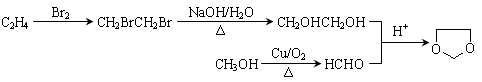 C₂H₄ —Br₂→ CH₂BrCH₂Br —NaOH/H₂O △→ CH₂OHCH₂OH
CH₃OH —Cu/O₂ △→ HCHO
H⁺
O O